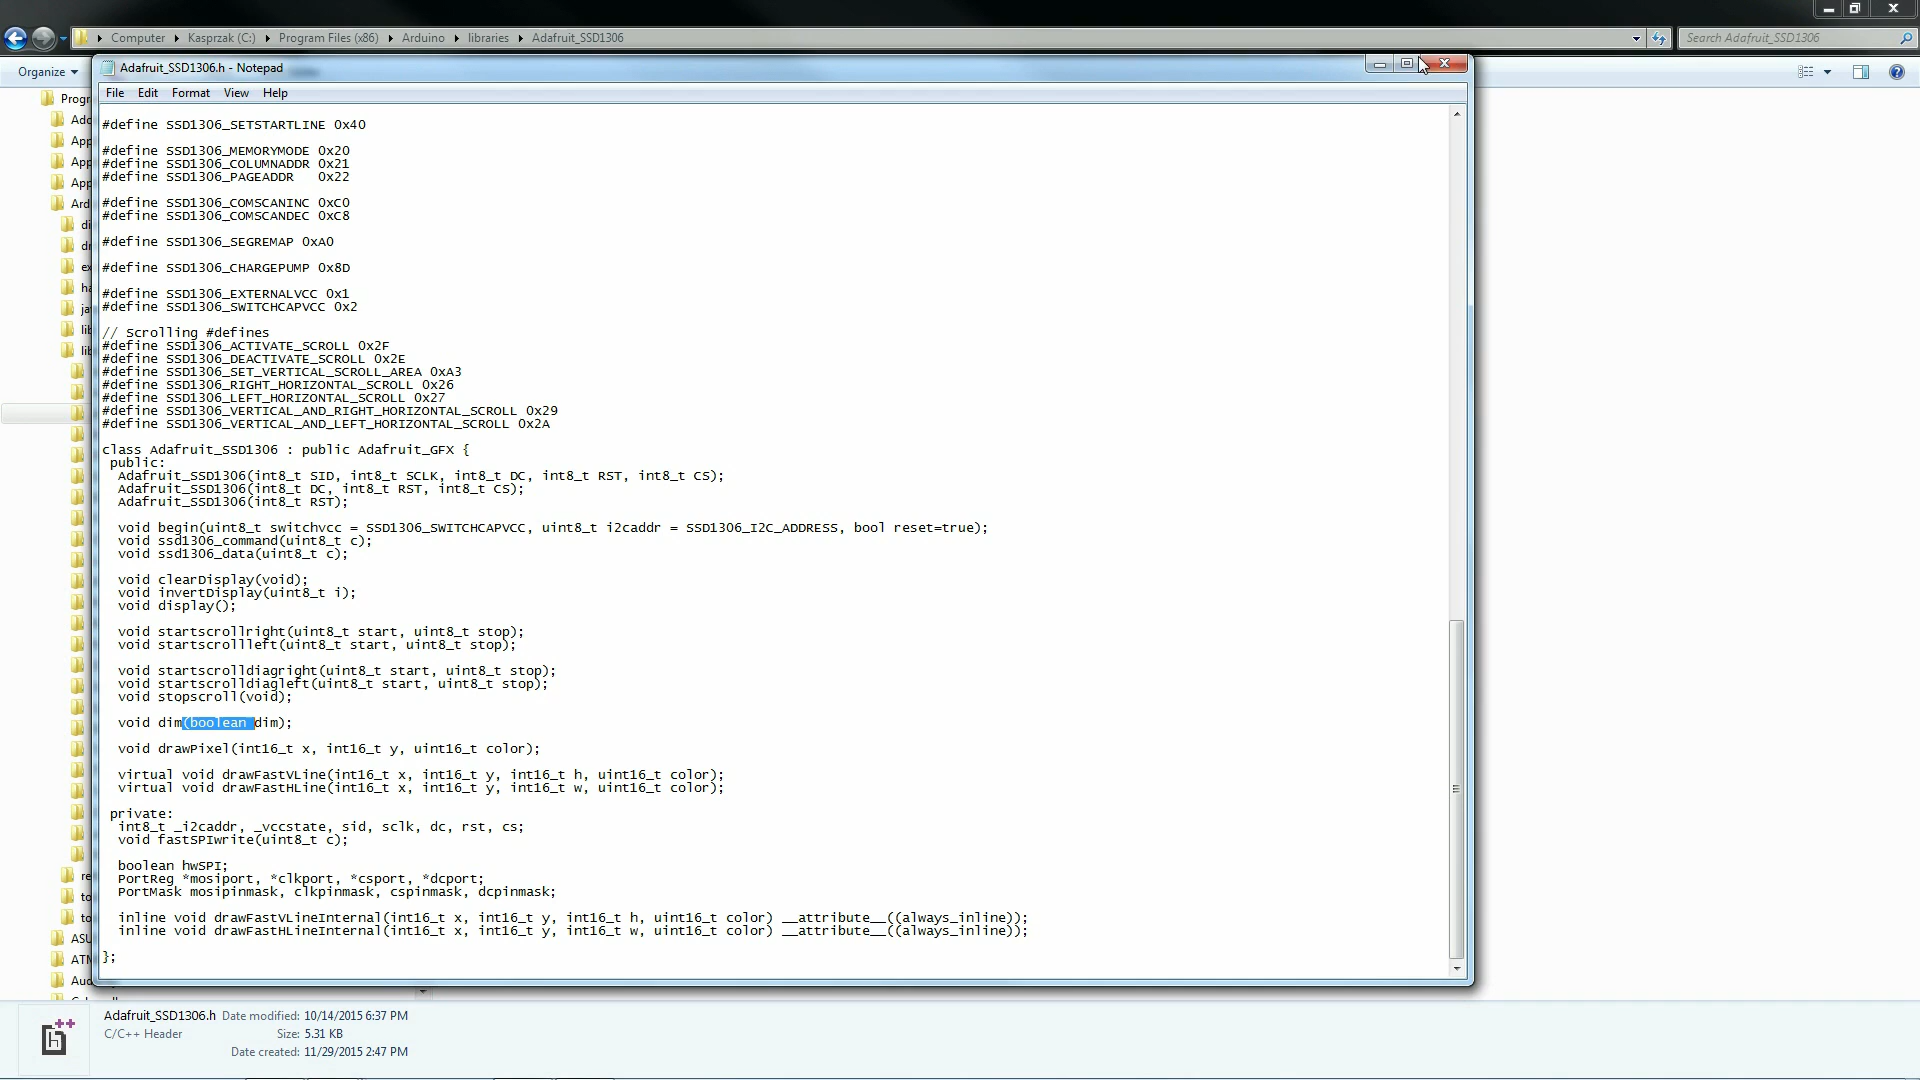 Computer Kasprzak (C:) Program Files (x86) Arduino libraries Adafruit_SSD1306
Search Adafruit_SSD1306
Organize
Adafruit_SSD1306.h - Notepad
File Edit Format View Help
#define SSD1306_SETSTARTLINE 0x40
#define SSD1306_MEMORYMODE 0x20
#define SSD1306_COLUMNADDR 0x21
#define SSD1306_PAGEADDR   0x22
#define SSD1306_COMSCANINC 0xC0
#define SSD1306_COMSCANDEC 0xC8
#define SSD1306_SEGREMAP 0xA0
#define SSD1306_CHARGEPUMP 0x8D
#define SSD1306_EXTERNALVCC 0x1
#define SSD1306_SWITCHCAPVCC 0x2
// Scrolling #defines
#define SSD1306_ACTIVATE_SCROLL 0x2F
#define SSD1306_DEACTIVATE_SCROLL 0x2E
#define SSD1306_SET_VERTICAL_SCROLL_AREA 0xA3
#define SSD1306_RIGHT_HORIZONTAL_SCROLL 0x26
#define SSD1306_LEFT_HORIZONTAL_SCROLL 0x27
#define SSD1306_VERTICAL_AND_RIGHT_HORIZONTAL_SCROLL 0x29
#define SSD1306_VERTICAL_AND_LEFT_HORIZONTAL_SCROLL 0x2A
class Adafruit_SSD1306 : public Adafruit_GFX {
public:
Adafruit_SSD1306(int8_t SID, int8_t SCLK, int8_t DC, int8_t RST, int8_t CS);
Adafruit_SSD1306(int8_t DC, int8_t RST, int8_t CS);
Adafruit_SSD1306(int8_t RST);
void begin(uint8_t switchvcc = SSD1306_SWITCHCAPVCC, uint8_t i2caddr = SSD1306_I2C_ADDRESS, bool reset=true);
void ssd1306_command(uint8_t c);
void ssd1306_data(uint8_t c);
void clearDisplay(void);
void invertDisplay(uint8_t i);
void display();
void startscrollright(uint8_t start, uint8_t stop);
void startscrollleft(uint8_t start, uint8_t stop);
void startscrolldiagright(uint8_t start, uint8_t stop);
void startscrolldiagleft(uint8_t start, uint8_t stop);
void stopscroll(void);
void dim(boolean dim);
void drawPixel(int16_t x, int16_t y, uint16_t color);
virtual void drawFastVLine(int16_t x, int16_t y, int16_t h, uint16_t color);
virtual void drawFastHLine(int16_t x, int16_t y, int16_t w, uint16_t color);
private:
int8_t _i2caddr, _vccstate, sid, sclk, dc, rst, cs;
void fastSPIwrite(uint8_t c);
boolean hwSPI;
PortReg *mosiport, *clkport, *csport, *dcport;
PortMask mosipinmask, clkpinmask, cspinmask, dcpinmask;
inline void drawFastVLineInternal(int16_t x, int16_t y, int16_t h, uint16_t color) __attribute__((always_inline));
inline void drawFastHLineInternal(int16_t x, int16_t y, int16_t w, uint16_t color) __attribute__((always_inline));
};
Adafruit_SSD1306.h Date modified: 10/14/2015 6:37 PM
C/C++ Header Size: 5.31 KB
Date created: 11/29/2015 2:47 PM